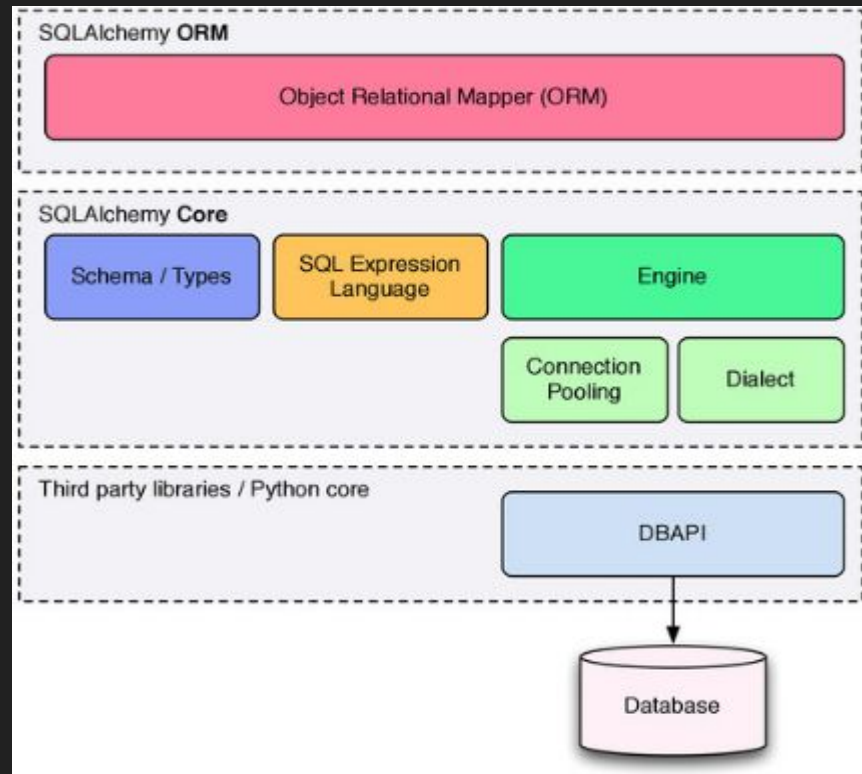 SQLAlchemy ORM
Object Relational Mapper (ORM)
SQLAlchemy Core
Schema / Types
SQL Expression
Language
Engine
Connection
Pooling
Dialect
Third party libraries / Python core
DBAPI
Database